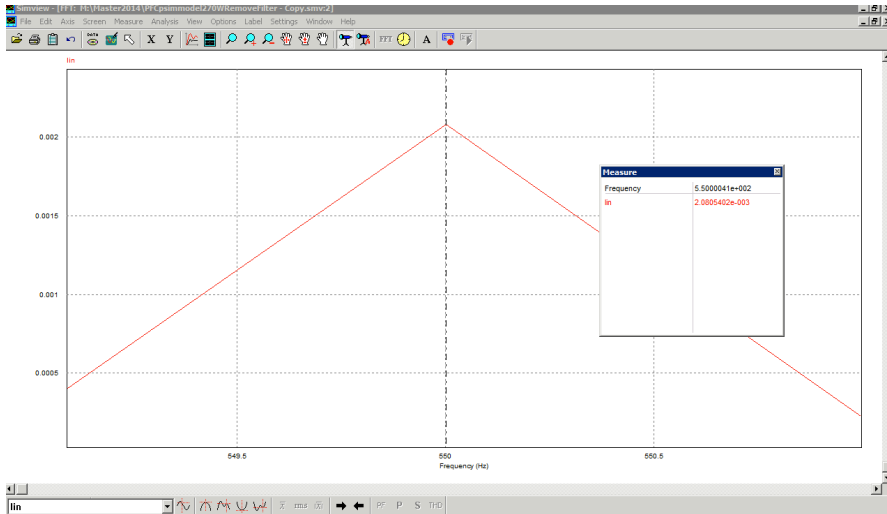 Simview - [FFT: M:\Master2014\PFCpsimmodel270WRemoveFilter - Copy.smv:2]
File Edit Axis Screen Measure Analysis View Options Label Settings Window Help
DATA X Y FFT A
Iin
0.002
0.0015
0.001
0.0005
549.5 550 550.5
Frequency (Hz)
Measure
Frequency 5.5000041e+002
Iin 2.0805402e-003
Iin
x rms |x| PF P S THD